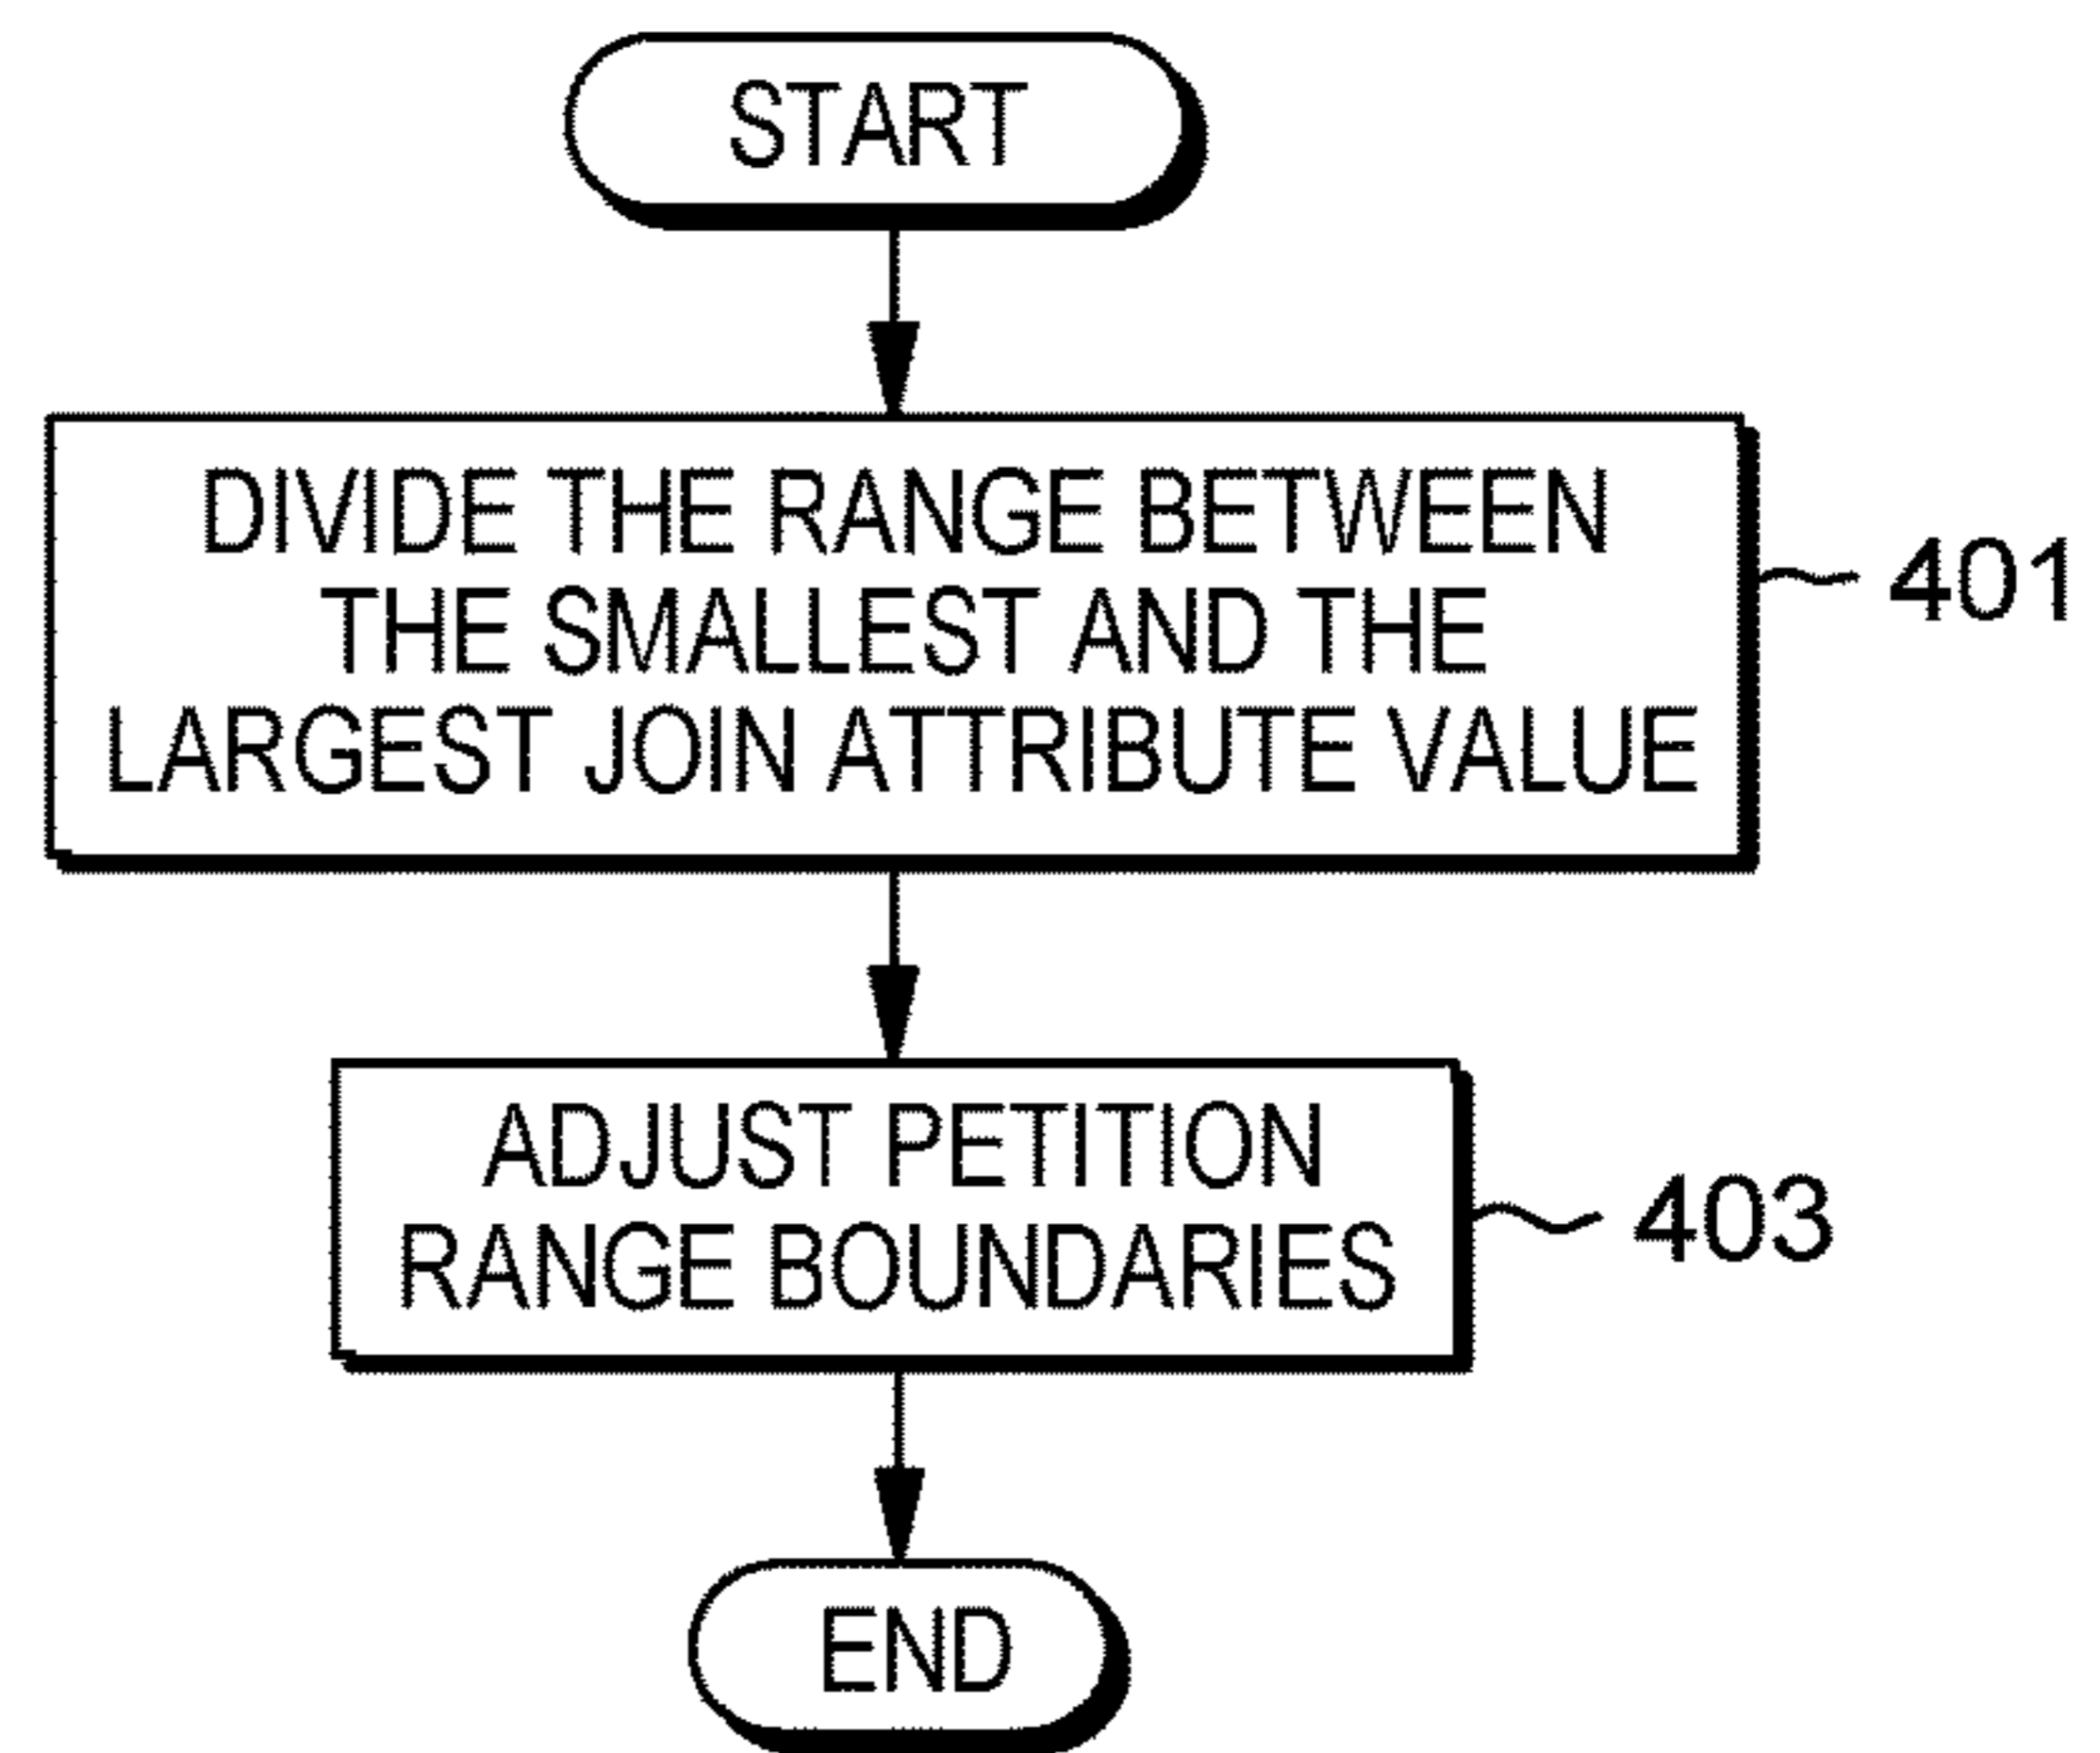 START
DIVIDE THE RANGE BETWEEN
THE SMALLEST AND THE
LARGEST JOIN ATTRIBUTE VALUE
401
ADJUST PETITION
RANGE BOUNDARIES
403
END